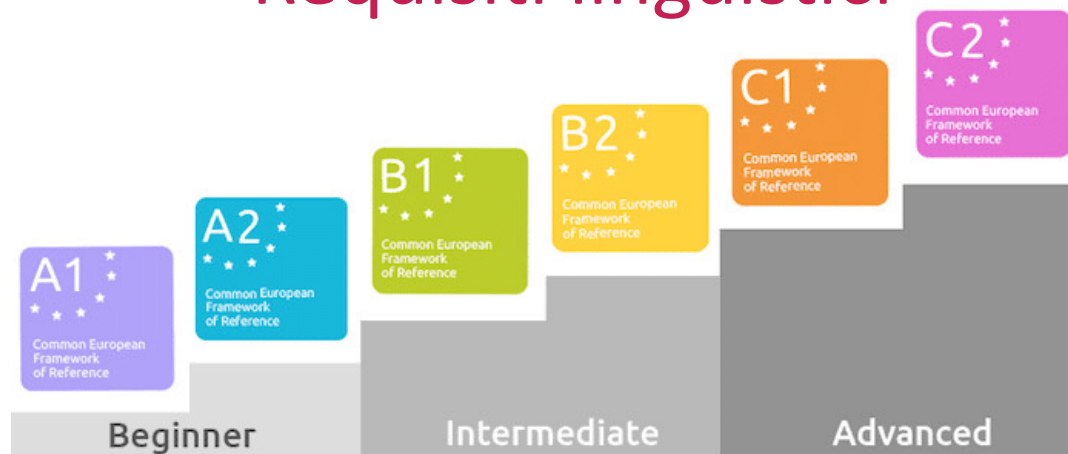 Requisiti linguistici
A1
Common European
Framework
of Reference
A2
Common European
Framework
of Reference
B1
Common European
Framework
of Reference
B2
Common European
Framework
of Reference
C1
Common European
Framework
of Reference
C2
Common European
Framework
of Reference
Beginner
Intermediate
Advanced